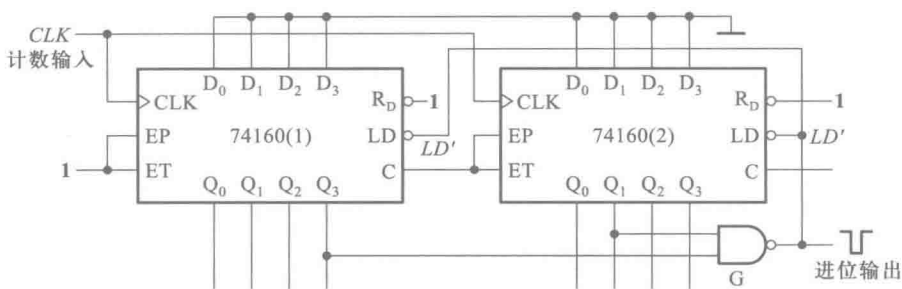 CLK
计数输入
D₀ D₁ D₂ D₃
D₀ D₁ D₂ D₃
CLK
R_D
1
CLK
R_D
1
EP
74160(1)
LD
LD'
EP
74160(2)
LD
LD'
1
ET
C
ET
C
Q₀ Q₁ Q₂ Q₃
Q₀ Q₁ Q₂ Q₃
G
进位输出